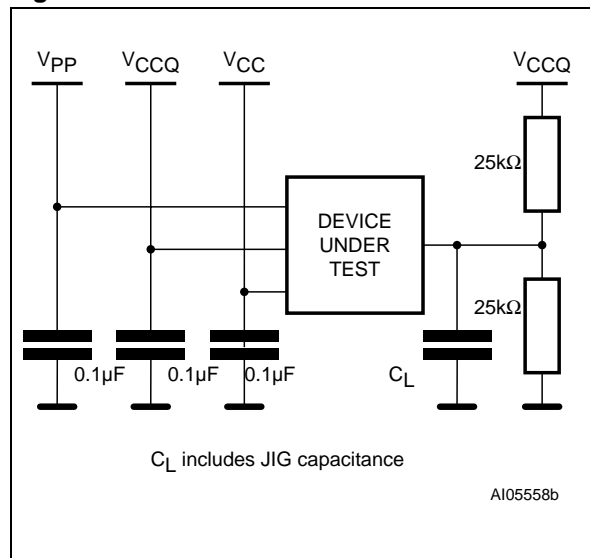 VPP VCCQ VCC VCCQ
25kΩ
DEVICE
UNDER
TEST
25kΩ
0.1µF 0.1µF 0.1µF CL
CL includes JIG capacitance
AI05558b